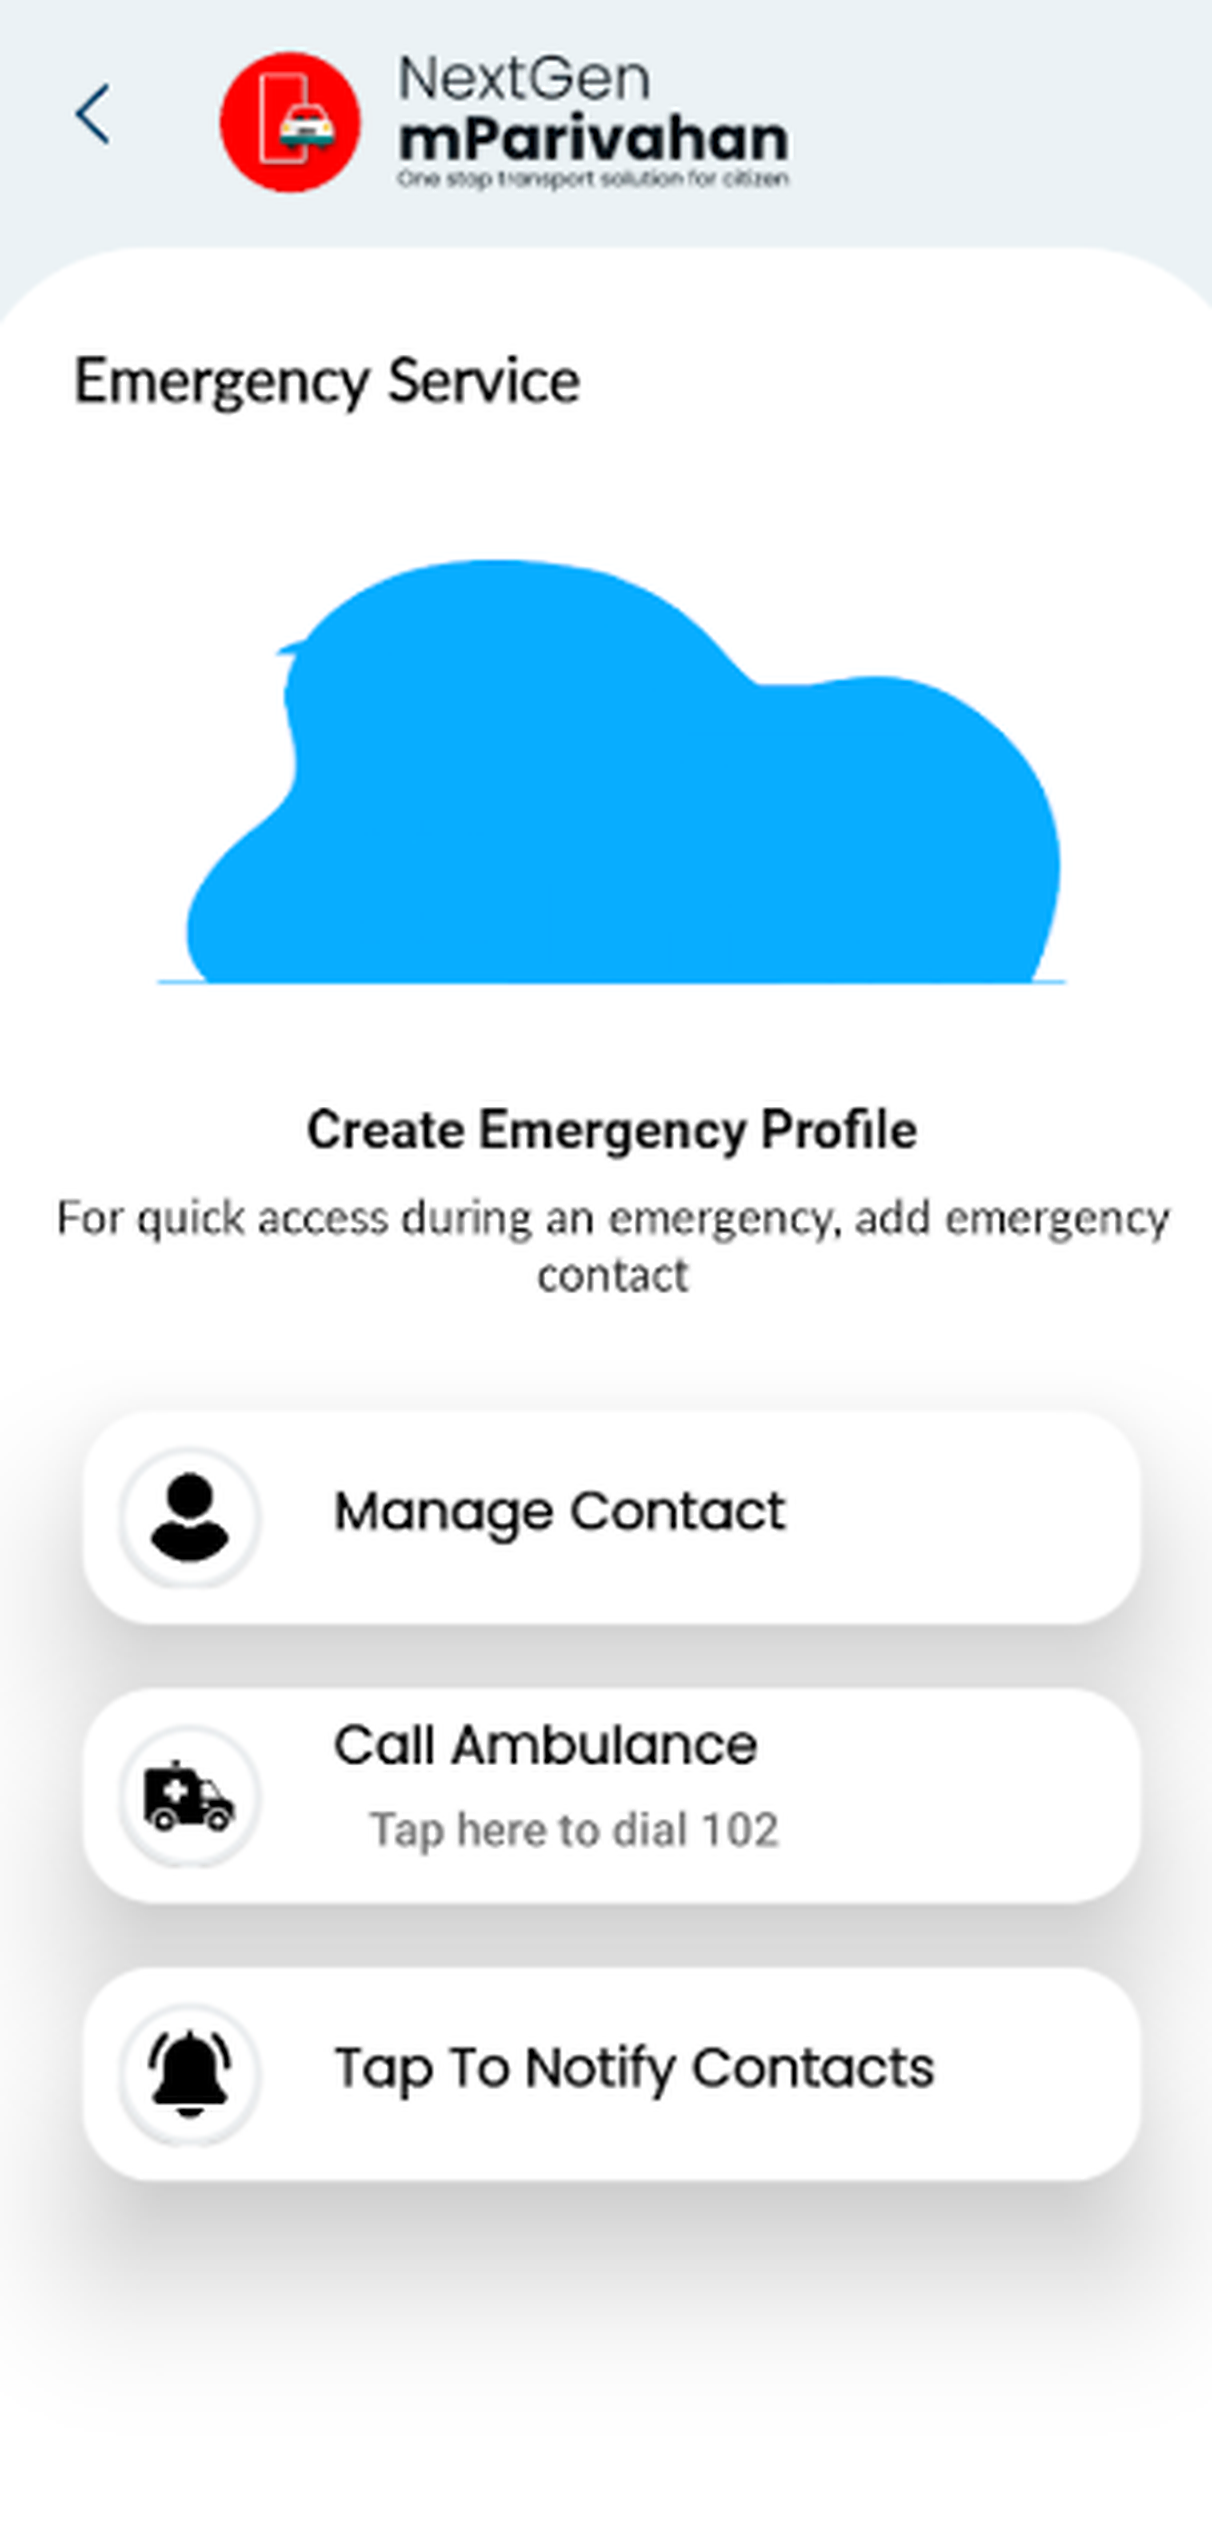 NextGen
mParivahan
One stop transport solution for citizen
Emergency Service
Create Emergency Profile
For quick access during an emergency, add emergency
contact
Manage Contact
Call Ambulance
Tap here to dial 102
Tap To Notify Contacts